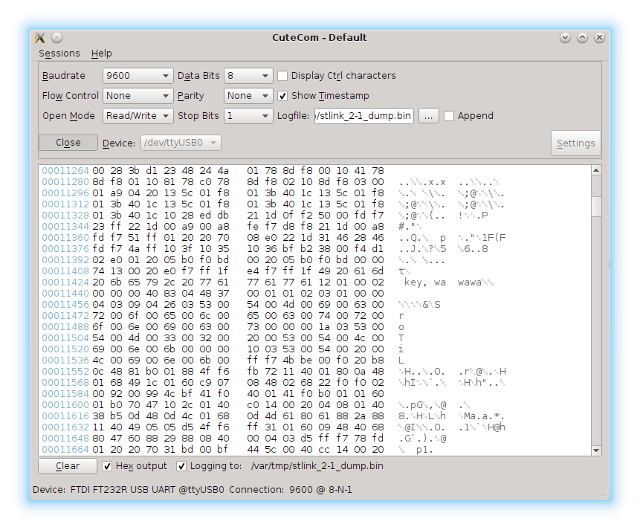 CuteCom - Default
Sessions Help
Baudrate 9600 Data Bits 8 Display Ctrl characters
Flow Control None Parity None Show Timestamp
Open Mode Read/Write Stop Bits 1 Logfile: /stlink_2-1_dump.bin ... Append
Close Device: /dev/ttyUSB0 Settings
00011264 00 28 3b d1 23 48 24 4a 01 78 8d f8 00 10 41 78
00011280 8d f8 01 10 81 78 c0 78 8d f8 02 10 8d f8 03 00
00011296 01 a9 04 20 13 5c 01 f8 01 3b 40 1c 13 5c 01 f8
00011312 01 3b 40 1c 13 5c 01 f8 01 3b 40 1c 13 5c 01 f8
00011328 01 3b 40 1c 10 28 ed db 21 1d 0f f2 50 00 fd f7
00011344 23 ff 22 1d 00 a9 00 a8 fe f7 d8 f8 21 1d 00 a8
00011360 fd f7 51 ff 01 20 20 70 08 e0 22 1d 31 46 28 46
00011376 fd f7 4a ff 10 3f 10 35 10 36 bf b2 38 00 f4 d1
00011392 02 e0 01 20 05 b0 f0 bd 00 20 05 b0 f0 bd 00 00
00011408 74 13 00 20 e0 f7 ff 1f e4 f7 ff 1f 49 20 61 6d
00011424 20 6b 65 79 2c 20 77 61 77 61 77 61 12 01 00 02 key, wa wawa
00011440 00 00 00 40 83 04 48 37 00 01 01 02 03 01 00 00
00011456 04 03 09 04 26 03 53 00 54 00 4d 00 69 00 63 00
00011472 72 00 6f 00 65 00 6c 00 65 00 63 00 74 00 72 00
00011488 6f 00 6e 00 69 00 63 00 73 00 00 00 1a 03 53 00
00011504 54 00 4d 00 33 00 32 00 20 00 53 00 54 00 4c 00
00011520 69 00 6e 00 6b 00 00 00 10 03 53 00 54 00 20 00
00011536 4c 00 69 00 6e 00 6b 00 ff f7 4b be 00 f0 20 b8
00011552 0c 48 81 b0 01 88 4f f6 fb 72 11 40 01 80 0a 48
00011568 01 68 49 1c 01 60 c9 07 08 48 02 68 22 f0 f0 02
00011584 00 92 00 99 4c bf 41 f0 40 01 41 f0 b0 01 01 60
00011600 01 b0 70 47 10 2c 01 40 c0 14 00 20 04 08 01 40
00011616 38 b5 0d 48 0d 4c 01 68 0d 4d 61 80 61 88 2a 88
00011632 11 40 49 05 05 d5 4f f6 ff 31 01 60 09 48 40 68
00011648 80 47 60 88 29 88 08 40 00 04 03 d5 ff f7 78 fd
00011664 01 20 20 70 31 bd 00 bf 44 5c 00 40 cc 14 00 20
Clear Hex output Logging to: /var/tmp/stlink_2-1_dump.bin
Device: FTDI FT232R USB UART @ttyUSB0 Connection: 9600 @ 8-N-1